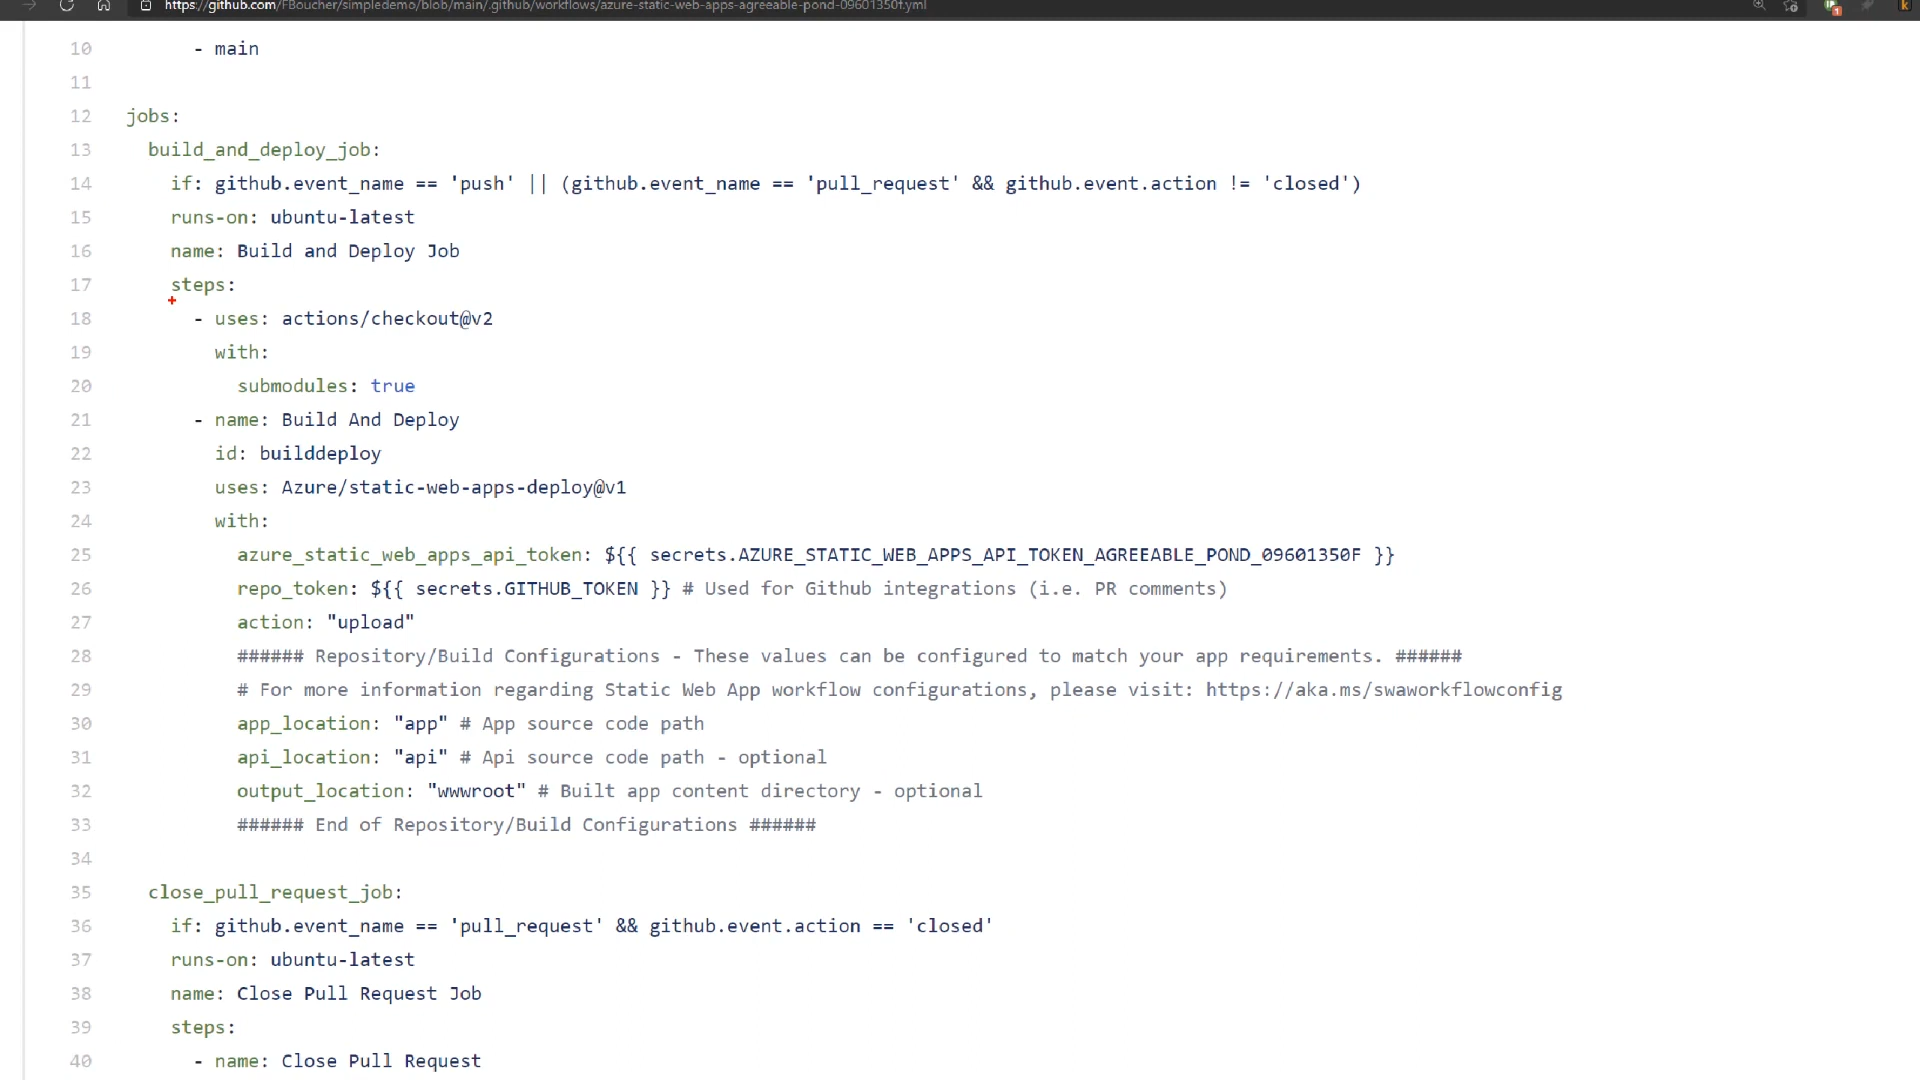 https://github.com/FBoucher/simpledemo/blob/main/.github/workflows/azure-static-web-apps-agreeable-pond-09601350f.yml
10 - main
11
12 jobs:
13 build_and_deploy_job:
14 if: github.event_name == 'push' || (github.event_name == 'pull_request' && github.event.action != 'closed')
15 runs-on: ubuntu-latest
16 name: Build and Deploy Job
17 steps:
18 - uses: actions/checkout@v2
19 with:
20 submodules: true
21 - name: Build And Deploy
22 id: builddeploy
23 uses: Azure/static-web-apps-deploy@v1
24 with:
25 azure_static_web_apps_api_token: ${{ secrets.AZURE_STATIC_WEB_APPS_API_TOKEN_AGREEABLE_POND_09601350F }}
26 repo_token: ${{ secrets.GITHUB_TOKEN }} # Used for Github integrations (i.e. PR comments)
27 action: "upload"
28 ###### Repository/Build Configurations - These values can be configured to match your app requirements. ######
29 # For more information regarding Static Web App workflow configurations, please visit: https://aka.ms/swaworkflowconfig
30 app_location: "app" # App source code path
31 api_location: "api" # Api source code path - optional
32 output_location: "wwwroot" # Built app content directory - optional
33 ###### End of Repository/Build Configurations ######
34
35 close_pull_request_job:
36 if: github.event_name == 'pull_request' && github.event.action == 'closed'
37 runs-on: ubuntu-latest
38 name: Close Pull Request Job
39 steps:
40 - name: Close Pull Request